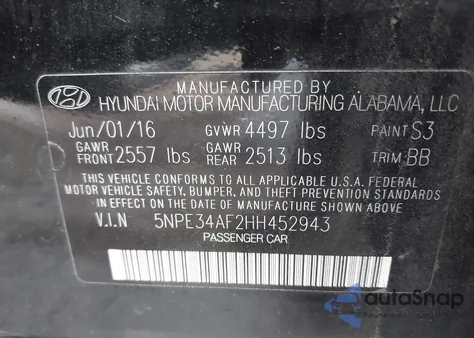 MANUFACTURED BY
HYUNDAI MOTOR MANUFACTURING ALABAMA, LLC
Jun/01/16 GVWR 4497 lbs PAINT S3
GAWR FRONT 2557 lbs GAWR REAR 2513 lbs TRIM BB
THIS VEHICLE CONFORMS TO ALL APPLICABLE U.S.A. FEDERAL
MOTOR VEHICLE SAFETY, BUMPER, AND THEFT PREVENTION STANDARDS
IN EFFECT ON THE DATE OF MANUFACTURE SHOWN ABOVE.
V.I.N 5NPE34AF2HH452943
PASSENGER CAR
autoSnap